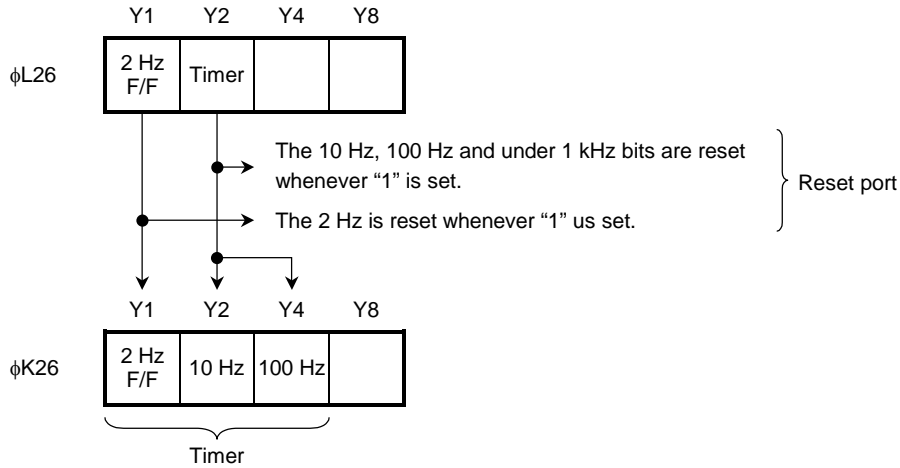 Y1 Y2 Y4 Y8
ϕL26
2 Hz
F/F
Timer
The 10 Hz, 100 Hz and under 1 kHz bits are reset
whenever “1” is set.
Reset port
The 2 Hz is reset whenever “1” us set.
Y1 Y2 Y4 Y8
ϕK26
2 Hz
F/F
10 Hz
100 Hz
Timer